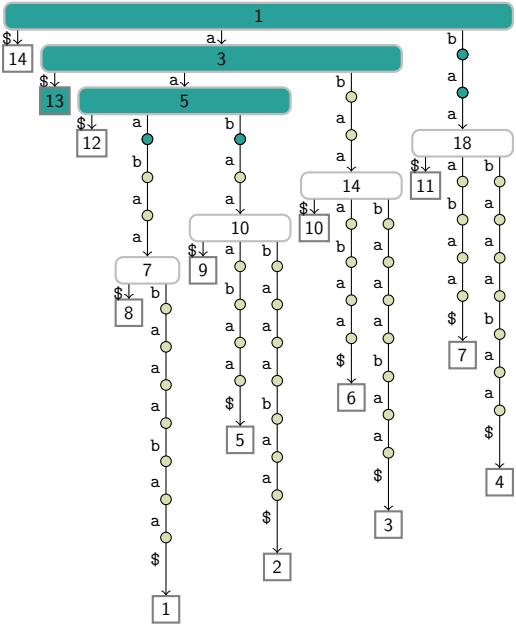 1
$ a b
14 3
$ a b a
13 5
$ a b a a
12 18
b a a $ a b
14 11
a a $ a b b a
10 10
a $ a b b a a a
7 9
$ b b a a a a a
8
a a a a a $ b
7
a a a $ b a
6
a $ b a a
5
b a a $
4
a a $
3
a $
$
2
1